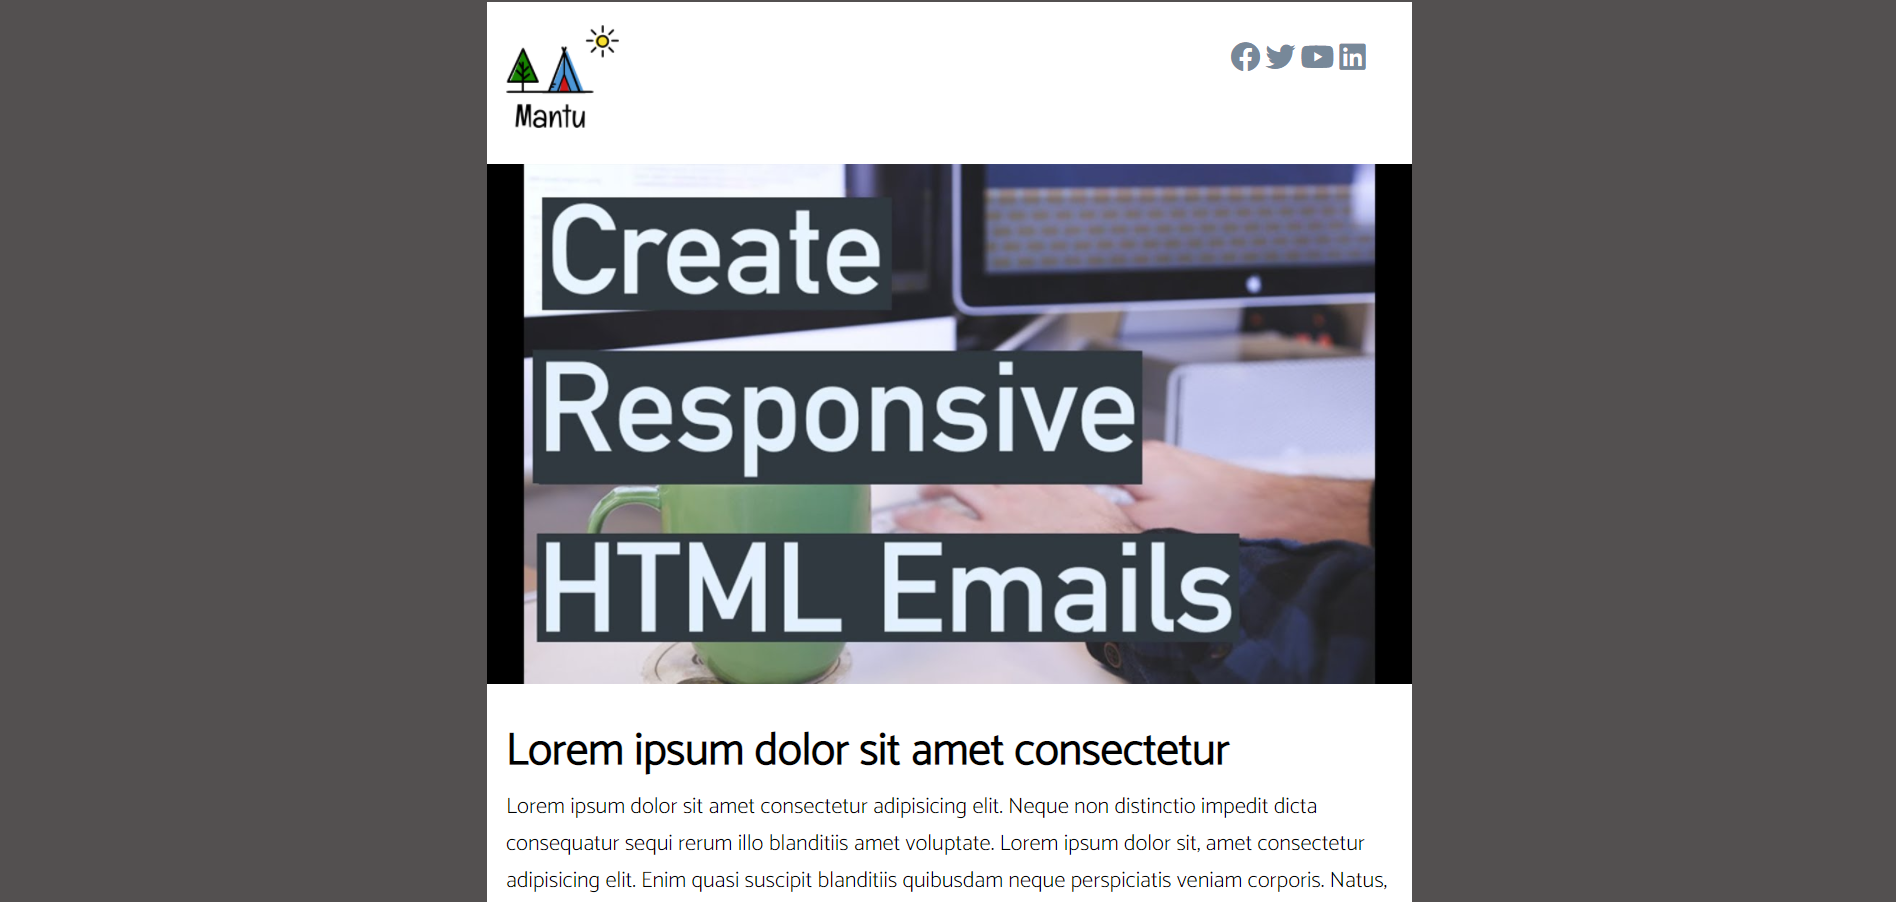 Mantu
Create
Responsive
HTML Emails
Lorem ipsum dolor sit amet consectetur
Lorem ipsum dolor sit amet consectetur adipisicing elit. Neque non distinctio impedit dicta
consequatur sequi rerum illo blanditiis amet voluptate. Lorem ipsum dolor sit, amet consectetur
adipisicing elit. Enim quasi suscipit blanditiis quibusdam neque perspiciatis veniam corporis. Natus,